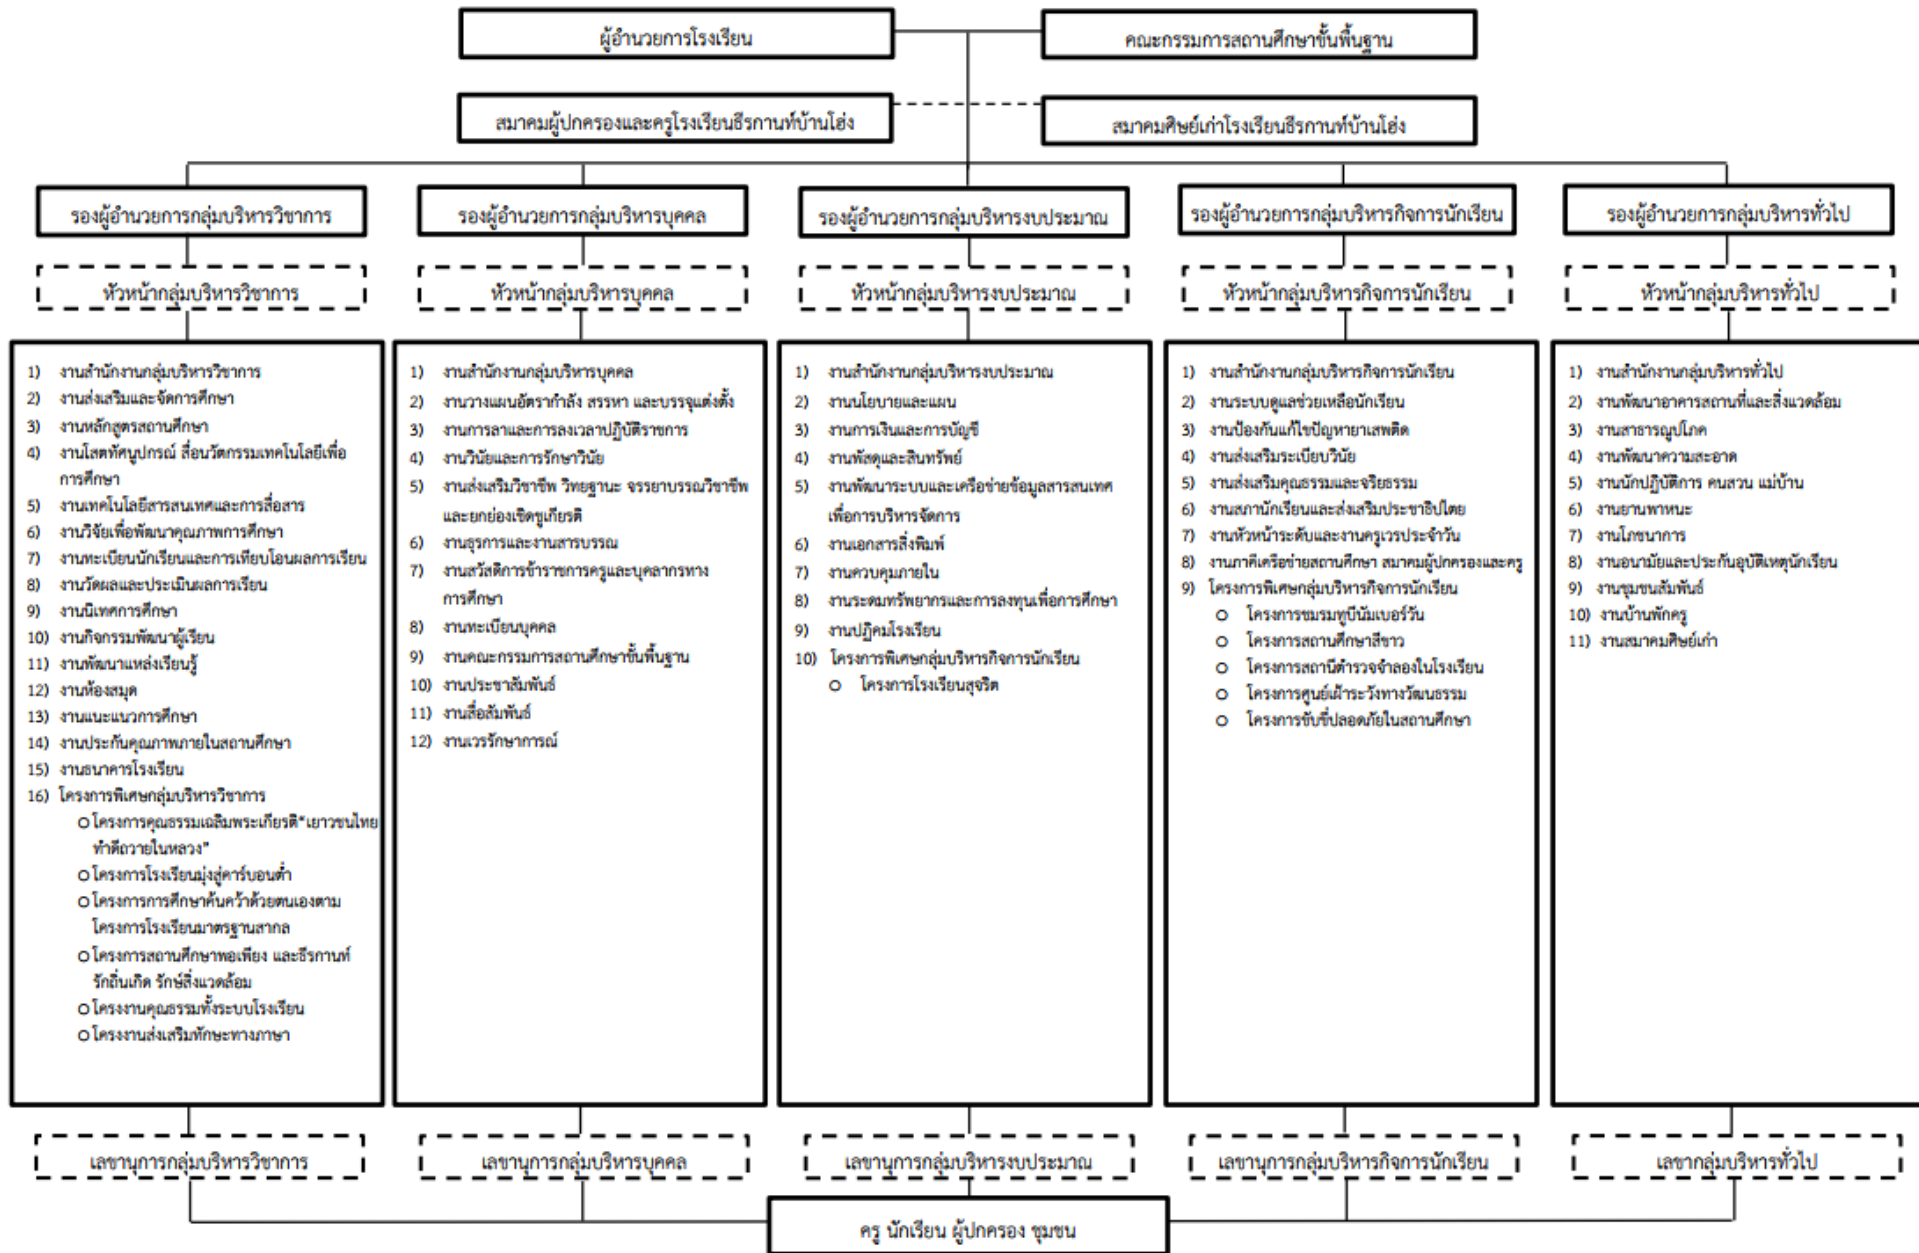 ผู้อำนวยการโรงเรียน
คณะกรรมการสถานศึกษาขั้นพื้นฐาน
สมาคมผู้ปกครองและครูโรงเรียนธีรกานท์บ้านโฮ่ง
สมาคมศิษย์เก่าโรงเรียนธีรกานท์บ้านโฮ่ง
รองผู้อำนวยการกลุ่มบริหารวิชาการ
รองผู้อำนวยการกลุ่มบริหารบุคคล
รองผู้อำนวยการกลุ่มบริหารงบประมาณ
รองผู้อำนวยการกลุ่มบริหารกิจการนักเรียน
รองผู้อำนวยการกลุ่มบริหารทั่วไป
หัวหน้ากลุ่มบริหารวิชาการ
หัวหน้ากลุ่มบริหารบุคคล
หัวหน้ากลุ่มบริหารงบประมาณ
หัวหน้ากลุ่มบริหารกิจการนักเรียน
หัวหน้ากลุ่มบริหารทั่วไป
1) งานสำนักงานกลุ่มบริหารวิชาการ
2) งานส่งเสริมและจัดการศึกษา
3) งานหลักสูตรสถานศึกษา
4) งานโสตทัศนูปกรณ์ สื่อนวัตกรรมเทคโนโลยีเพื่อ
การศึกษา
5) งานเทคโนโลยีสารสนเทศและการสื่อสาร
6) งานวิจัยเพื่อพัฒนาคุณภาพการศึกษา
7) งานทะเบียนนักเรียนและการเทียบโอนผลการเรียน
8) งานวัดผลและประเมินผลการเรียน
9) งานนิเทศการศึกษา
10) งานกิจกรรมพัฒนาผู้เรียน
11) งานพัฒนาแหล่งเรียนรู้
12) งานห้องสมุด
13) งานแนะแนวการศึกษา
14) งานประกันคุณภาพภายในสถานศึกษา
15) งานธนาคารโรงเรียน
16) โครงการพิเศษกลุ่มบริหารวิชาการ
o โครงการคุณธรรมเฉลิมพระเกียรติ“เยาวชนไทย
ทำดีถวายในหลวง”
o โครงการโรงเรียนมุ่งสู่คาร์บอนต่ำ
o โครงการการศึกษาค้นคว้าด้วยตนเองตาม
โครงการโรงเรียนมาตรฐานสากล
o โครงการสถานศึกษาพอเพียง และธีรกานท์
รักถิ่นเกิด รักษ์สิ่งแวดล้อม
o โครงงานคุณธรรมทั้งระบบโรงเรียน
o โครงงานส่งเสริมทักษะทางภาษา
1) งานสำนักงานกลุ่มบริหารบุคคล
2) งานวางแผนอัตรากำลัง สรรหา และบรรจุแต่งตั้ง
3) งานการลาและการลงเวลาปฏิบัติราชการ
4) งานวินัยและการรักษาวินัย
5) งานส่งเสริมวิชาชีพ วิทยฐานะ จรรยาบรรณวิชาชีพ
และยกย่องเชิดชูเกียรติ
6) งานธุรการและงานสารบรรณ
7) งานสวัสดิการข้าราชการครูและบุคลากรทาง
การศึกษา
8) งานทะเบียนบุคคล
9) งานคณะกรรมการสถานศึกษาขั้นพื้นฐาน
10) งานประชาสัมพันธ์
11) งานสื่อสัมพันธ์
12) งานเวรรักษาการณ์
1) งานสำนักงานกลุ่มบริหารงบประมาณ
2) งานนโยบายและแผน
3) งานการเงินและการบัญชี
4) งานพัสดุและสินทรัพย์
5) งานพัฒนาระบบและเครือข่ายข้อมูลสารสนเทศ
เพื่อการบริหารจัดการ
6) งานเอกสารสิ่งพิมพ์
7) งานควบคุมภายใน
8) งานระดมทรัพยากรและการลงทุนเพื่อการศึกษา
9) งานปฏิคมโรงเรียน
10) โครงการพิเศษกลุ่มบริหารกิจการนักเรียน
o โครงการโรงเรียนสุจริต
1) งานสำนักงานกลุ่มบริหารกิจการนักเรียน
2) งานระบบดูแลช่วยเหลือนักเรียน
3) งานป้องกันแก้ไขปัญหายาเสพติด
4) งานส่งเสริมระเบียบวินัย
5) งานส่งเสริมคุณธรรมและจริยธรรม
6) งานสภานักเรียนและส่งเสริมประชาธิปไตย
7) งานหัวหน้าระดับและงานครูเวรประจำวัน
8) งานภาคีเครือข่ายสถานศึกษา สมาคมผู้ปกครองและครู
9) โครงการพิเศษกลุ่มบริหารกิจการนักเรียน
o โครงการชมรมทูบีนัมเบอร์วัน
o โครงการสถานศึกษาสีขาว
o โครงการสถานีตำรวจจำลองในโรงเรียน
o โครงการศูนย์เฝ้าระวังทางวัฒนธรรม
o โครงการขับขี่ปลอดภัยในสถานศึกษา
1) งานสำนักงานกลุ่มบริหารทั่วไป
2) งานพัฒนาอาคารสถานที่และสิ่งแวดล้อม
3) งานสาธารณูปโภค
4) งานพัฒนาความสะอาด
5) งานนักปฏิบัติการ คนสวน แม่บ้าน
6) งานยานพาหนะ
7) งานโภชนาการ
8) งานอนามัยและประกันอุบัติเหตุนักเรียน
9) งานชุมชนสัมพันธ์
10) งานบ้านพักครู
11) งานสมาคมศิษย์เก่า
เลขานุการกลุ่มบริหารวิชาการ
เลขานุการกลุ่มบริหารบุคคล
เลขานุการกลุ่มบริหารงบประมาณ
เลขานุการกลุ่มบริหารกิจการนักเรียน
เลขากลุ่มบริหารทั่วไป
ครู นักเรียน ผู้ปกครอง ชุมชน